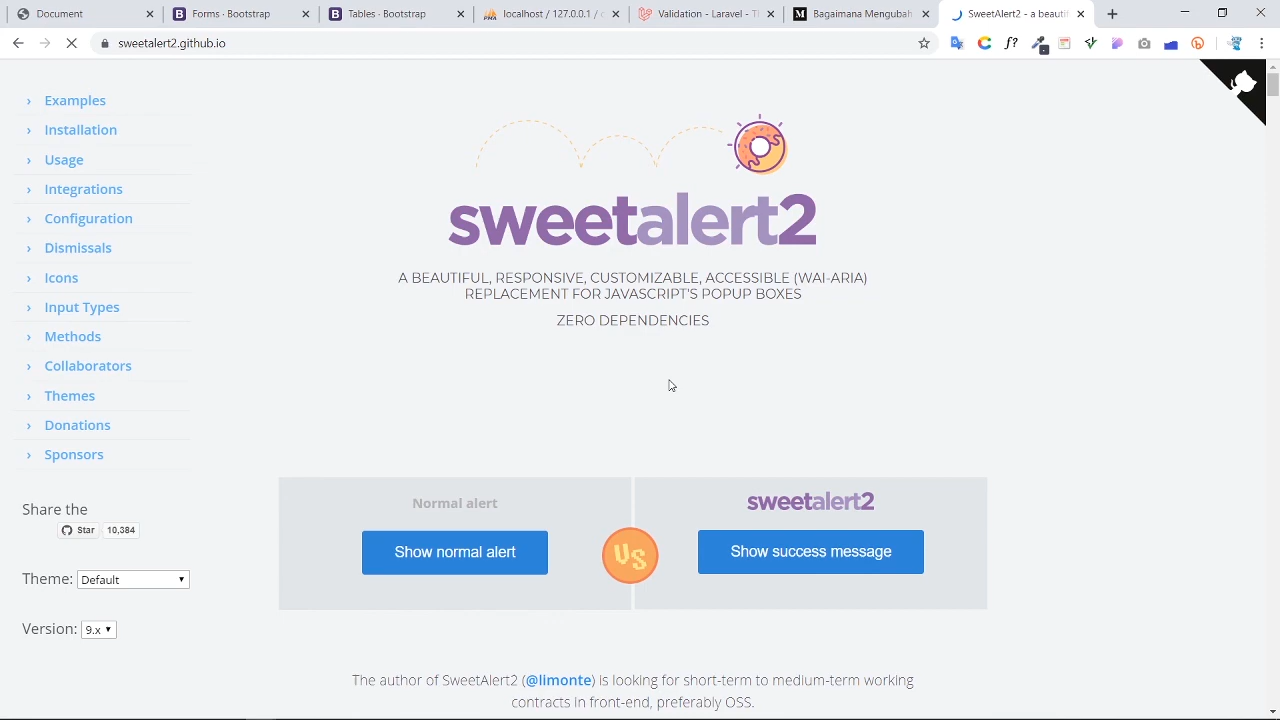 Document
Forms · Bootstrap
Tables · Bootstrap
localhost / 127.0.0.1 /
Validation - Laravel - T
Bagaimana Mengubah
SweetAlert2 - a beauti
sweetalert2.github.io
Examples
Installation
Usage
Integrations
Configuration
Dismissals
Icons
Input Types
Methods
Collaborators
Themes
Donations
Sponsors
Share the
Star 10,384
Theme: Default
Version: 9.x
sweetalert2
A BEAUTIFUL, RESPONSIVE, CUSTOMIZABLE, ACCESSIBLE (WAI-ARIA)
REPLACEMENT FOR JAVASCRIPT'S POPUP BOXES
ZERO DEPENDENCIES
Normal alert
Show normal alert
VS
sweetalert2
Show success message
The author of SweetAlert2 (@limonte) is looking for short-term to medium-term working
contracts in front-end, preferably OSS.